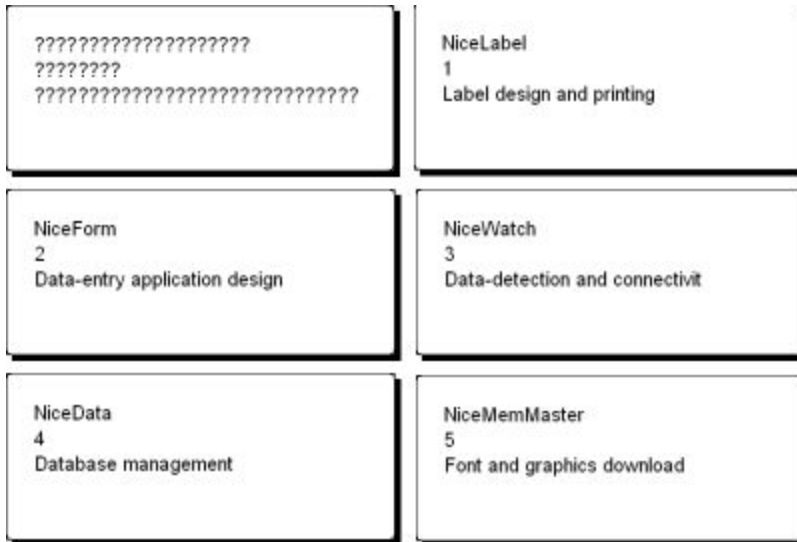 ????????????????????
????????
??????????????????????????????
NiceLabel
1
Label design and printing
NiceForm
2
Data-entry application design
NiceWatch
3
Data-detection and connectivit
NiceData
4
Database management
NiceMemMaster
5
Font and graphics download